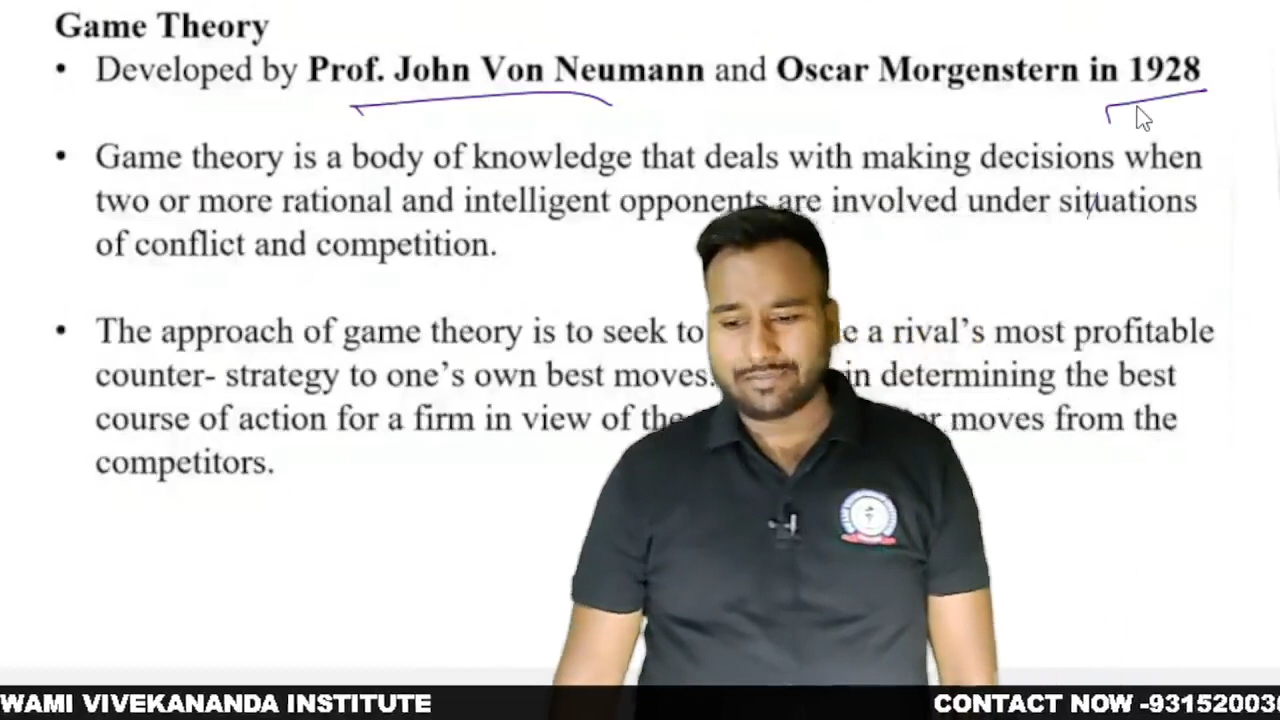 Game Theory
• Developed by Prof. John Von Neumann and Oscar Morgenstern in 1928
• Game theory is a body of knowledge that deals with making decisions when
two or more rational and intelligent opponents are involved under situations
of conflict and competition.
• The approach of game theory is to seek to a rival’s most profitable
counter- strategy to one’s own best moves. in determining the best
course of action for a firm in view of the moves from the
competitors.
WAMI VIVEKANANDA INSTITUTE CONTACT NOW -931520036